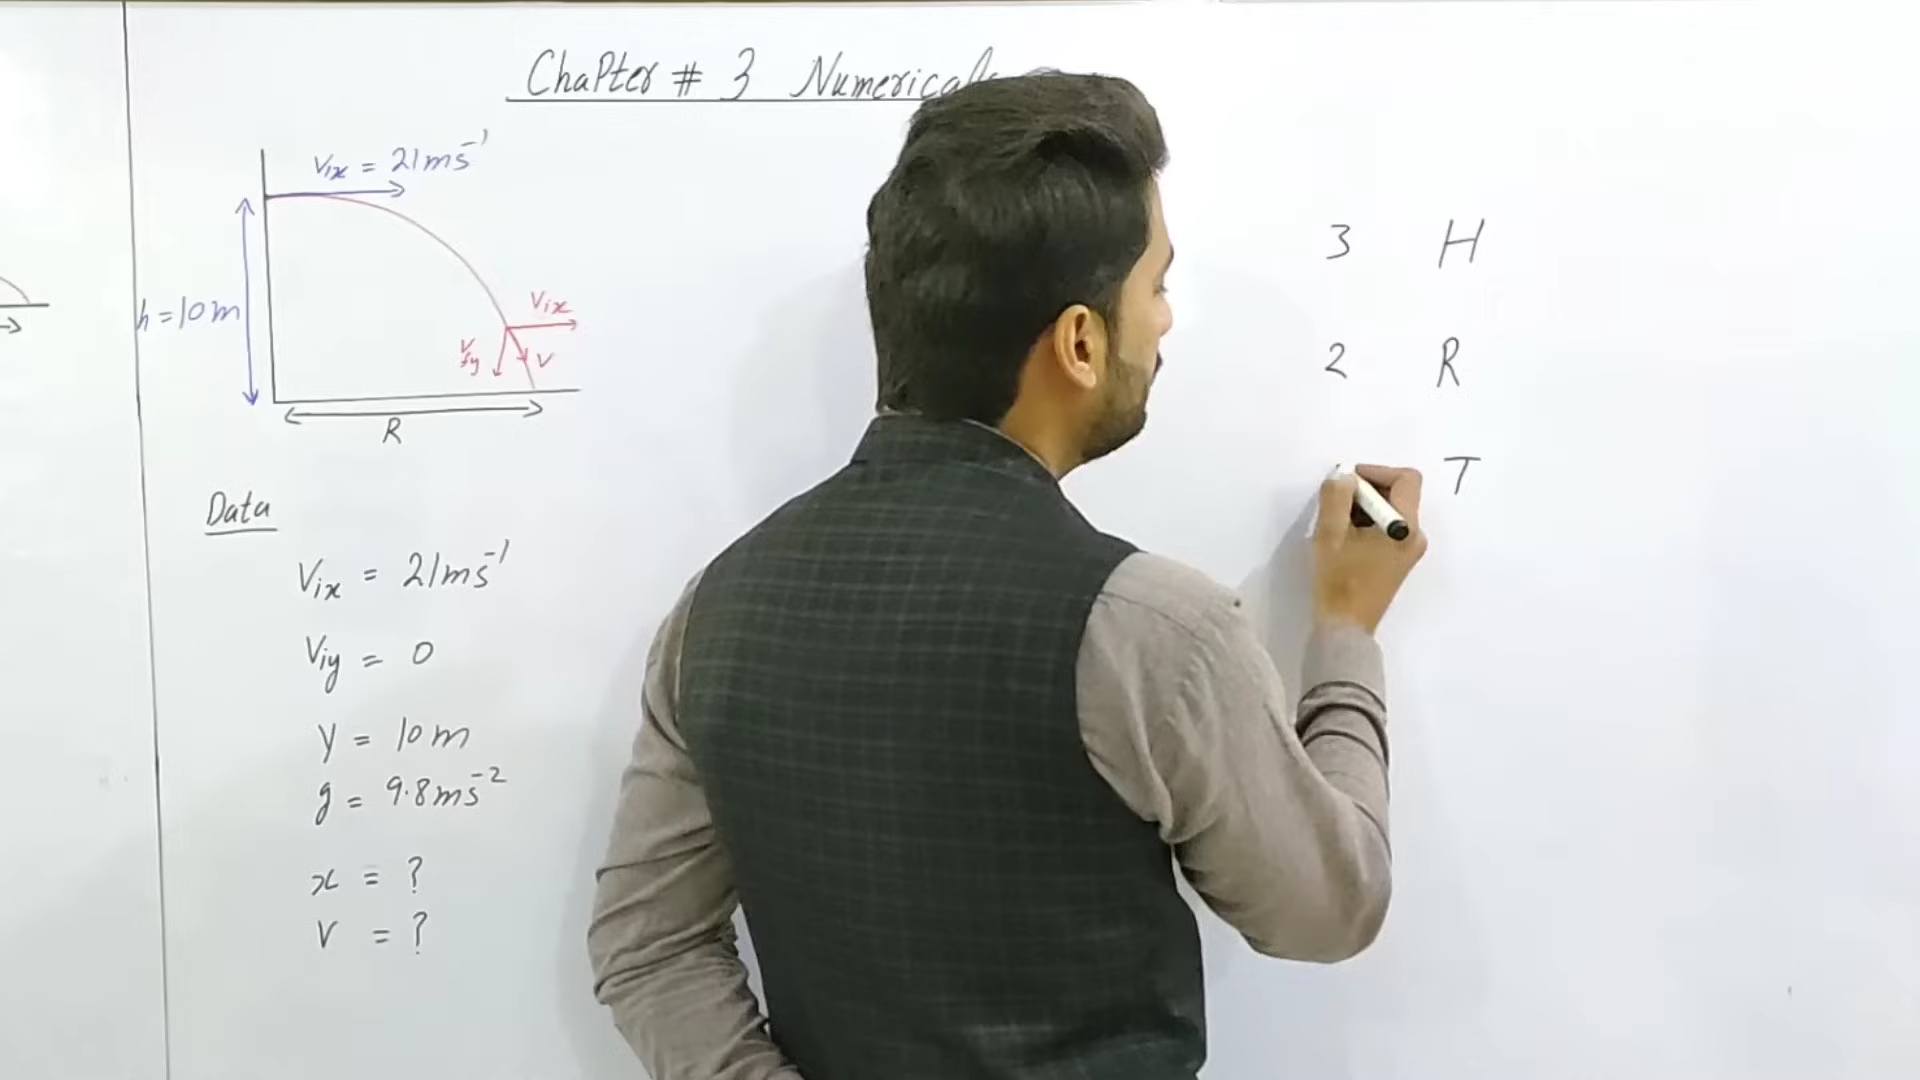 Chapter # 3 Numericals
Vix = 21ms⁻¹
h = 10m
Vix
Vfy
V
R
Data
Vix = 21ms⁻¹
Viy = 0
y = 10m
g = 9.8ms⁻²
x = ?
V = ?
3 H
2 R
T